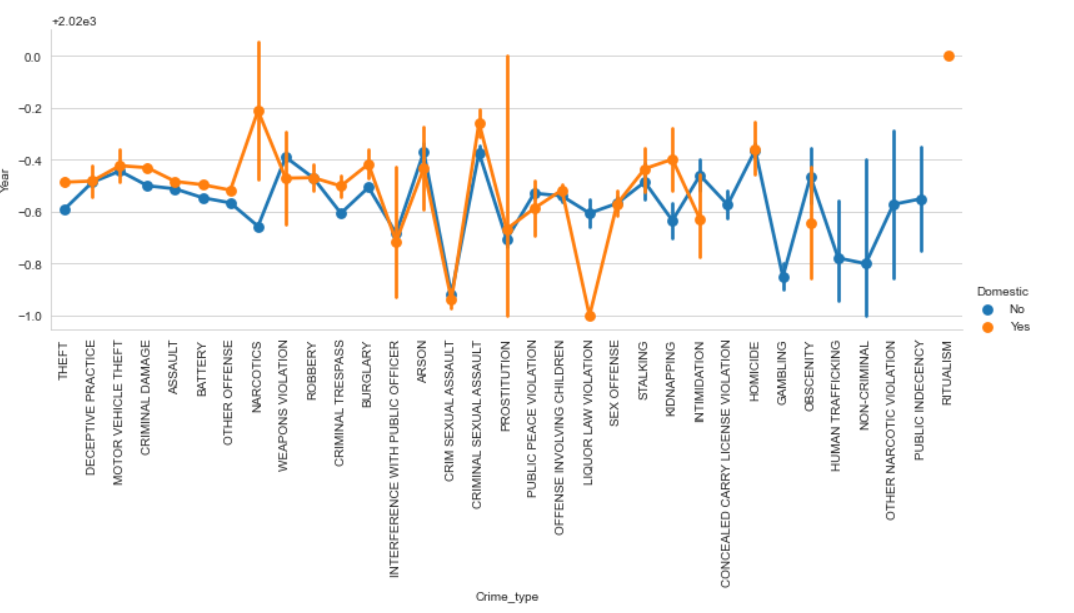 +2.02e3
0.0
−0.2
−0.4
−0.6
−0.8
−1.0
Year
THEFT
DECEPTIVE PRACTICE
MOTOR VEHICLE THEFT
CRIMINAL DAMAGE
ASSAULT
BATTERY
OTHER OFFENSE
NARCOTICS
WEAPONS VIOLATION
ROBBERY
CRIMINAL TRESPASS
BURGLARY
INTERFERENCE WITH PUBLIC OFFICER
ARSON
CRIM SEXUAL ASSAULT
CRIMINAL SEXUAL ASSAULT
PROSTITUTION
PUBLIC PEACE VIOLATION
OFFENSE INVOLVING CHILDREN
LIQUOR LAW VIOLATION
SEX OFFENSE
STALKING
KIDNAPPING
INTIMIDATION
CONCEALED CARRY LICENSE VIOLATION
HOMICIDE
GAMBLING
OBSCENITY
HUMAN TRAFFICKING
NON-CRIMINAL
OTHER NARCOTIC VIOLATION
PUBLIC INDECENCY
RITUALISM
Crime_type
Domestic
No
Yes